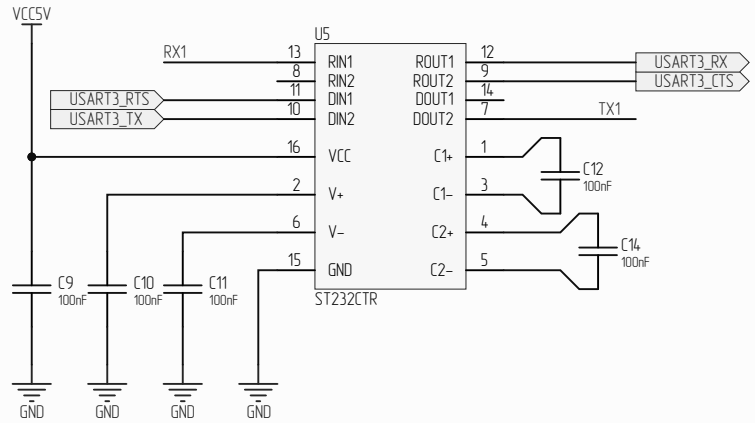 VCC5V
U5
RX1 13 RIN1 ROUT1 12 USART3_RX
8 RIN2 ROUT2 9 USART3_CTS
USART3_RTS 11 DIN1 DOUT1 14
USART3_TX 10 DIN2 DOUT2 7 TX1
16 VCC C1+ 1
C12
100nF
2 V+ C1- 3
6 V- C2+ 4
C14
100nF
15 GND C2- 5
C9 C10 C11
100nF 100nF 100nF
ST232CTR
GND GND GND GND